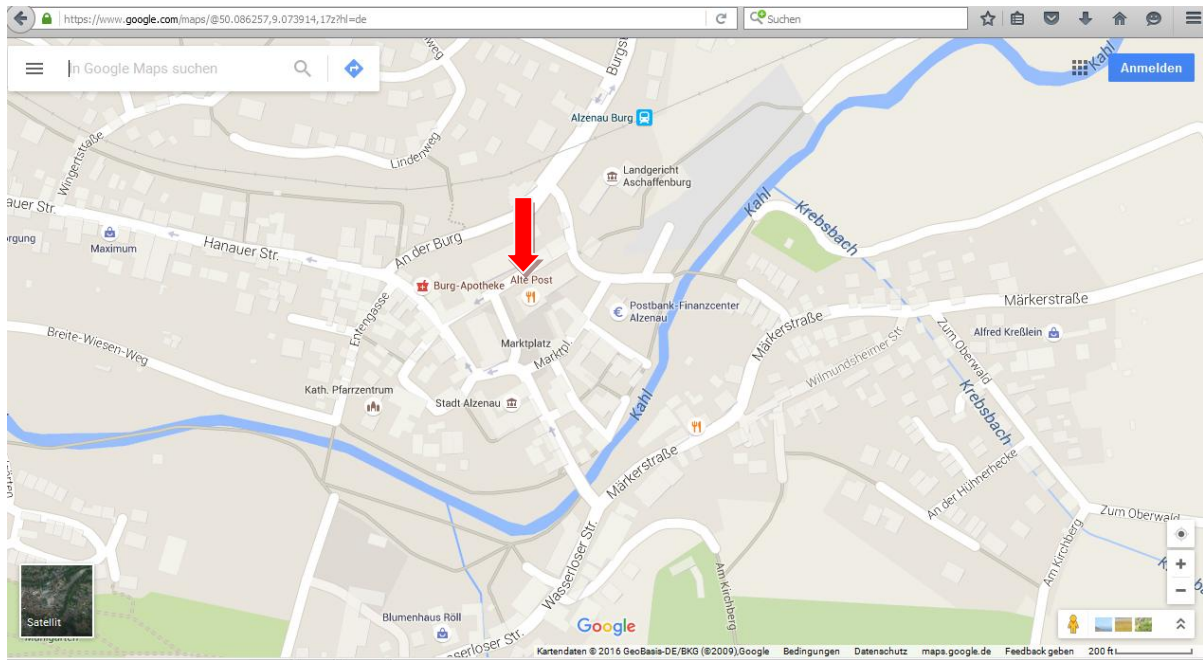 https://www.google.com/maps/@50.086257,9.073914,17z?hl=de
Suchen
In Google Maps suchen
Anmelden
Burgst
Kahl
Alzenau Burg
Wingertstraße
Lindenweg
Landgericht
Aschaffenburg
Kahl
Krebsbach
auer Str.
orgung
Maximum
Hanauer Str.
An der Burg
Burg-Apotheke
Alte Post
Postbank-Finanzcenter
Alzenau
Märkerstraße
Märkerstraße
Alfred Kreßlein
Entengasse
Breite-Wiesen-Weg
Marktplatz
Marktpl.
Wilmundsheimer Str.
Zum Oberwald
Kath. Pfarrzentrum
Stadt Alzenau
Kahl
Krebsbach
Märkerstraße
An der Hühnerhecke
Zum Oberwald
Wasserloser Str.
Am Kirchberg
Am Kirchberg
Satellit
Blumenhaus Röll
Google
Kartendaten © 2016 GeoBasis-DE/BKG (©2009),Google
Bedingungen
Datenschutz
maps.google.de
Feedback geben
200 ft